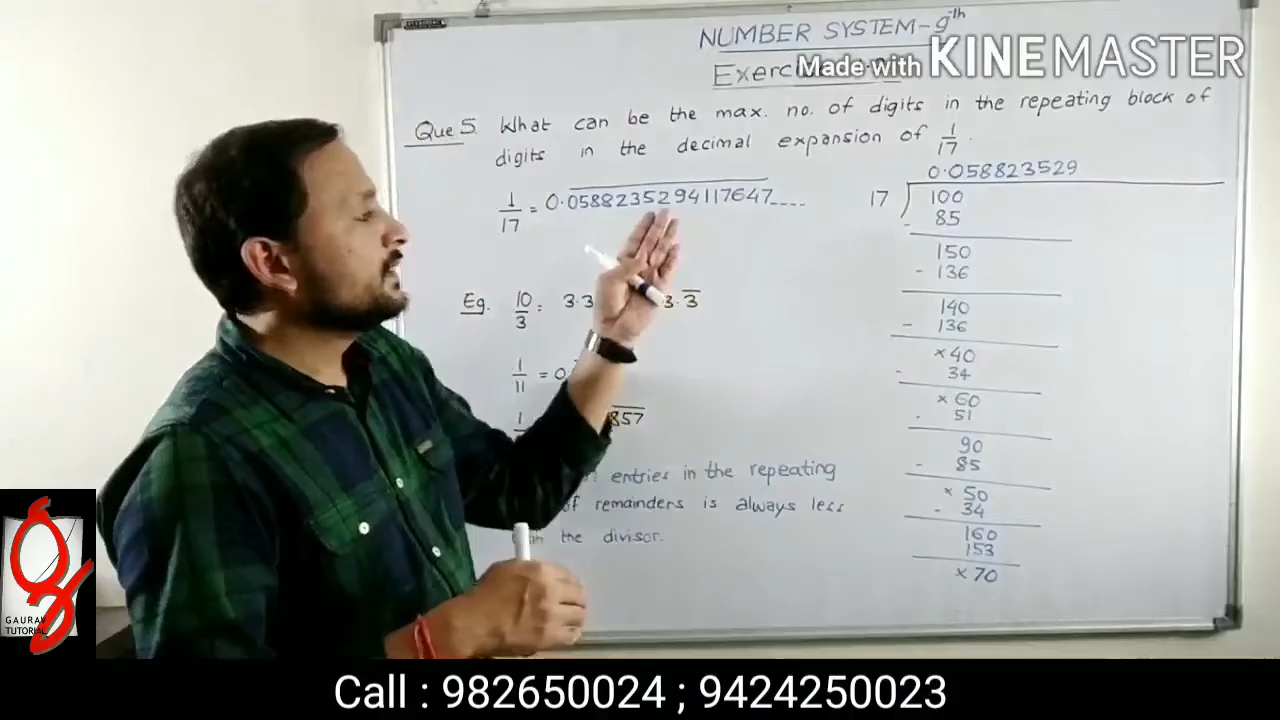 NUMBER SYSTEM - 9th
Made with KINEMASTER
Que 5. What can be the max. no. of digits in the repeating block of
digits in the decimal expansion of 1/17.
1/17 = 0.0588235294117647....
Eg. 10/3 = 3.3 3.3
1/11 = 0.
857
entries in the repeating
of remainders is always less
the divisor.
0.058823529
17 100
- 85
150
- 136
140
- 136
×40
- 34
×60
- 51
90
- 85
×50
- 34
160
153
×70
GAURAV
TUTORIAL
Call : 982650024 ; 9424250023